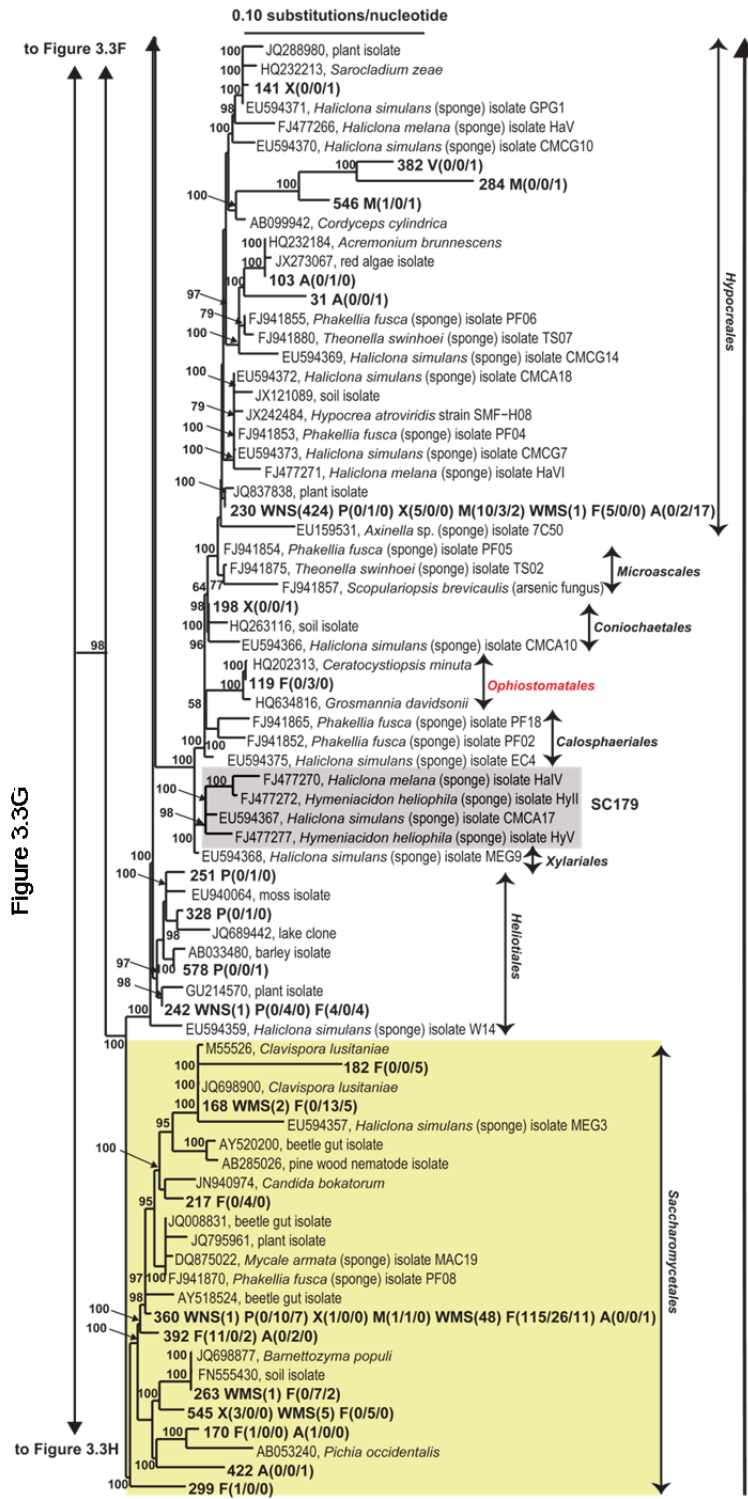 0.10 substitutions/nucleotide
to Figure 3.3F
100 JQ288980, plant isolate
100 HQ232213, Sarocladium zeae
100 141 X(0/0/1)
98 EU594371, Haliclona simulans (sponge) isolate GPG1
100 FJ477266, Haliclona melana (sponge) isolate HaV
EU594370, Haliclona simulans (sponge) isolate CMCG10
100 382 V(0/0/1)
100 284 M(0/0/1)
100 546 M(1/0/1)
AB099942, Cordyceps cylindrica
HQ232184, Acremonium brunnescens
100 JX273067, red algae isolate
100 103 A(0/1/0)
97 31 A(0/0/1)
79 FJ941855, Phakellia fusca (sponge) isolate PF06
100 FJ941880, Theonella swinhoei (sponge) isolate TS07
EU594369, Haliclona simulans (sponge) isolate CMCG14
100 EU594372, Haliclona simulans (sponge) isolate CMCA18
JX121089, soil isolate
79 JX242484, Hypocrea atroviridis strain SMF-H08
100 FJ941853, Phakellia fusca (sponge) isolate PF04
100 EU594373, Haliclona simulans (sponge) isolate CMCG7
FJ477271, Haliclona melana (sponge) isolate HaVI
100 JQ837838, plant isolate
230 WNS(424) P(0/1/0) X(5/0/0) M(10/3/2) WMS(1) F(5/0/0) A(0/2/17)
EU159531, Axinella sp. (sponge) isolate 7C50
Hypocreales
100 FJ941854, Phakellia fusca (sponge) isolate PF05
FJ941875, Theonella swinhoei (sponge) isolate TS02
64 77 FJ941857, Scopulariopsis brevicaulis (arsenic fungus)
Microascales
98 198 X(0/0/1)
100 HQ263116, soil isolate
96 EU594366, Haliclona simulans (sponge) isolate CMCA10
Coniochaetales
98
HQ202313, Ceratocystiopsis minuta
100 119 F(0/3/0)
58 HQ634816, Grosmannia davidsonii
Ophiostomatales
FJ941865, Phakellia fusca (sponge) isolate PF18
100 100 FJ941852, Phakellia fusca (sponge) isolate PF02
100 EU594375, Haliclona simulans (sponge) isolate EC4
Calosphaeriales
100 FJ477270, Haliclona melana (sponge) isolate HaIV
100 FJ477272, Hymeniacidon heliophila (sponge) isolate HyII
EU594367, Haliclona simulans (sponge) isolate CMCA17
98 FJ477277, Hymeniacidon heliophila (sponge) isolate HyV
SC179
100 EU594368, Haliclona simulans (sponge) isolate MEG9
Xylariales
Figure 3.3G
100 251 P(0/1/0)
100 EU940064, moss isolate
328 P(0/1/0)
98 JQ689442, lake clone
AB033480, barley isolate
97 100 578 P(0/0/1)
98 GU214570, plant isolate
242 WNS(1) P(0/4/0) F(4/0/4)
100 EU594359, Haliclona simulans (sponge) isolate W14
Heliotiales
100 M55526, Clavispora lusitaniae
100 182 F(0/0/5)
100 JQ698900, Clavispora lusitaniae
100 168 WMS(2) F(0/13/5)
95 EU594357, Haliclona simulans (sponge) isolate MEG3
100 AY520200, beetle gut isolate
100 AB285026, pine wood nematode isolate
JN940974, Candida bokatorum
95 100 217 F(0/4/0)
JQ008831, beetle gut isolate
JQ795961, plant isolate
DQ875022, Mycale armata (sponge) isolate MAC19
97 100 FJ941870, Phakellia fusca (sponge) isolate PF08
98 AY518524, beetle gut isolate
100 360 WNS(1) P(0/10/7) X(1/0/0) M(1/1/0) WMS(48) F(115/26/11) A(0/0/1)
100 392 F(11/0/2) A(0/2/0)
JQ698877, Barnettozyma populi
FN555430, soil isolate
100 263 WMS(1) F(0/7/2)
100 545 X(3/0/0) WMS(5) F(0/5/0)
100 170 F(1/0/0) A(1/0/0)
AB053240, Pichia occidentalis
100 422 A(0/0/1)
100 299 F(1/0/0)
Saccharomycetales
to Figure 3.3H